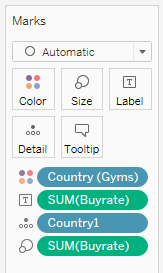 Marks
Automatic
Color Size Label
Detail Tooltip
Country (Gyms)
T SUM(Buyrate)
Country1
SUM(Buyrate)